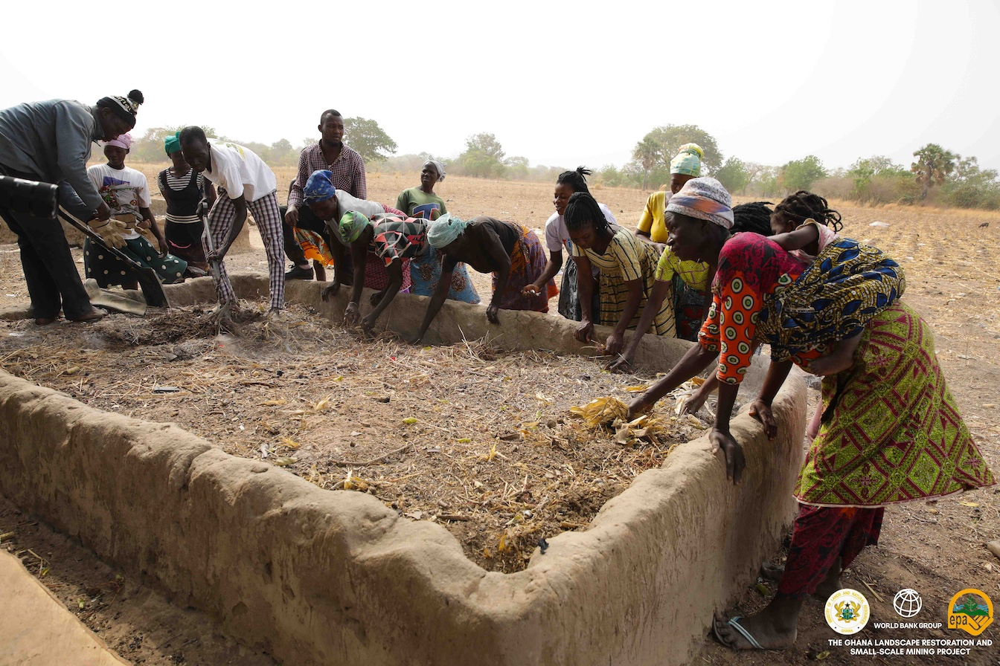 WORLD BANK GROUP
epa
THE GHANA LANDSCAPE RESTORATION AND
SMALL-SCALE MINING PROJECT